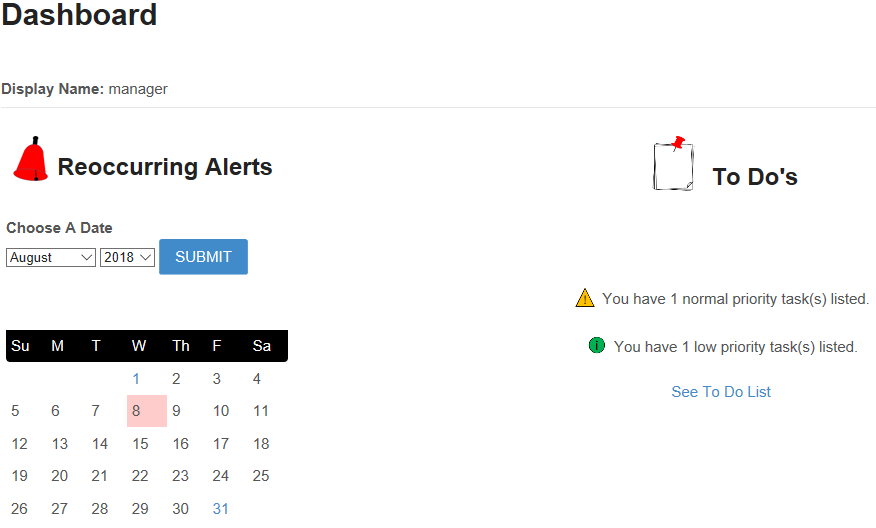 Dashboard
Display Name: manager
Reoccurring Alerts
Choose A Date
August 2018 SUBMIT
Su M T W Th F Sa
1 2 3 4
5 6 7 8 9 10 11
12 13 14 15 16 17 18
19 20 21 22 23 24 25
26 27 28 29 30 31
To Do's
! You have 1 normal priority task(s) listed.
i You have 1 low priority task(s) listed.
See To Do List